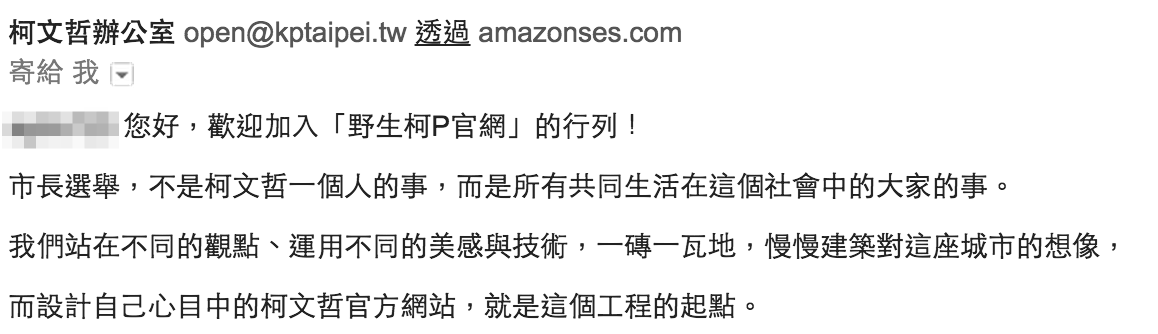 柯文哲辦公室 open@kptaipei.tw 透過 amazonses.com
寄給 我
您好，歡迎加入「野生柯P官網」的行列！
市長選舉，不是柯文哲一個人的事，而是所有共同生活在這個社會中的大家的事。
我們站在不同的觀點、運用不同的美感與技術，一磚一瓦地，慢慢建築對這座城市的想像，
而設計自己心目中的柯文哲官方網站，就是這個工程的起點。